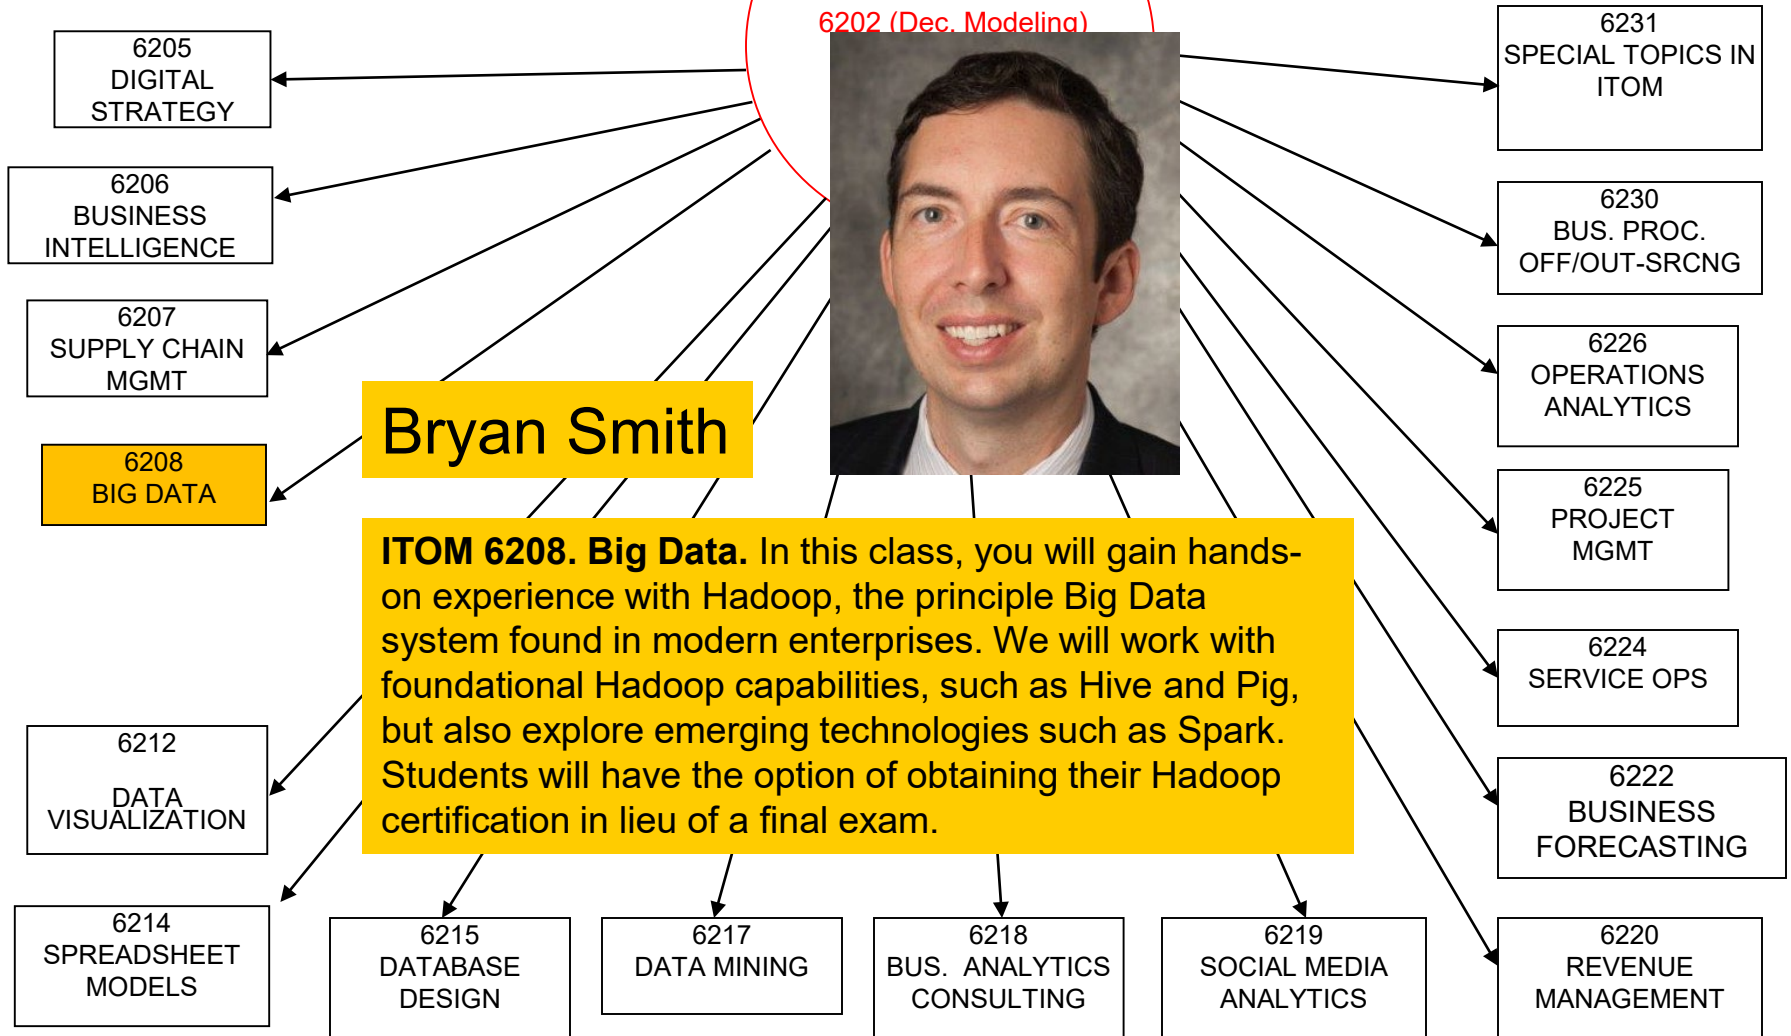 6202 (Dec. Modeling)
6205
DIGITAL
STRATEGY
6206
BUSINESS
INTELLIGENCE
6207
SUPPLY CHAIN
MGMT
6208
BIG DATA
6212
DATA
VISUALIZATION
6214
SPREADSHEET
MODELS
Bryan Smith
ITOM 6208. Big Data. In this class, you will gain hands-
on experience with Hadoop, the principle Big Data
system found in modern enterprises. We will work with
foundational Hadoop capabilities, such as Hive and Pig,
but also explore emerging technologies such as Spark.
Students will have the option of obtaining their Hadoop
certification in lieu of a final exam.
6215
DATABASE
DESIGN
6217
DATA MINING
6218
BUS. ANALYTICS
CONSULTING
6219
SOCIAL MEDIA
ANALYTICS
6231
SPECIAL TOPICS IN
ITOM
6230
BUS. PROC.
OFF/OUT-SRCNG
6226
OPERATIONS
ANALYTICS
6225
PROJECT
MGMT
6224
SERVICE OPS
6222
BUSINESS
FORECASTING
6220
REVENUE
MANAGEMENT